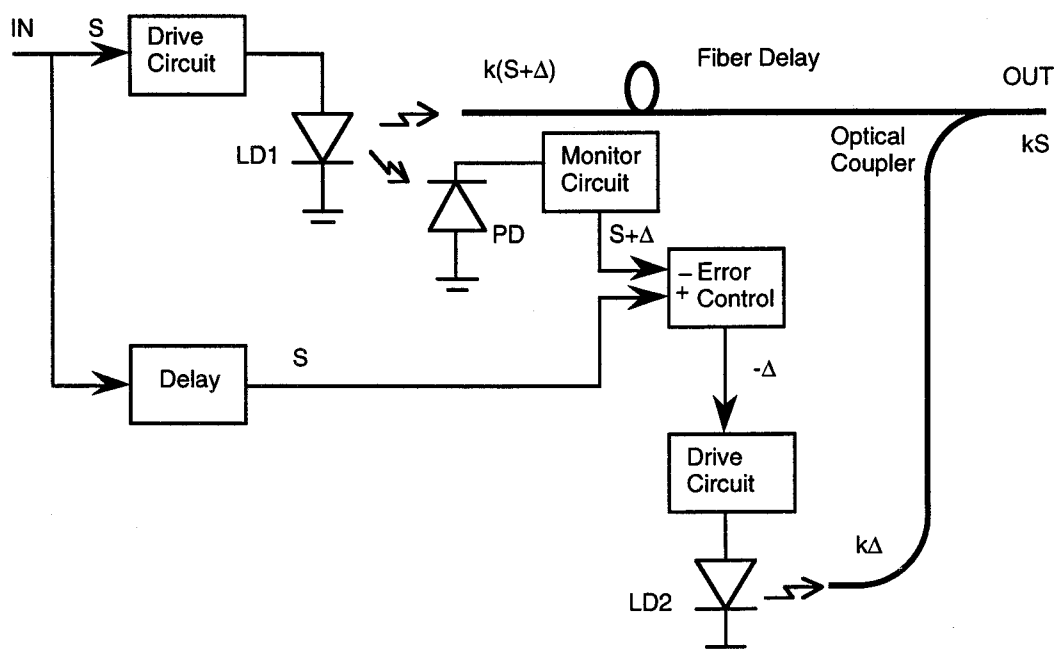 IN
S
Drive
Circuit
LD1
k(S+Δ)
Fiber Delay
OUT
kS
Optical
Coupler
Monitor
Circuit
PD
S+Δ
– Error
+ Control
Delay
S
-Δ
Drive
Circuit
LD2
kΔ